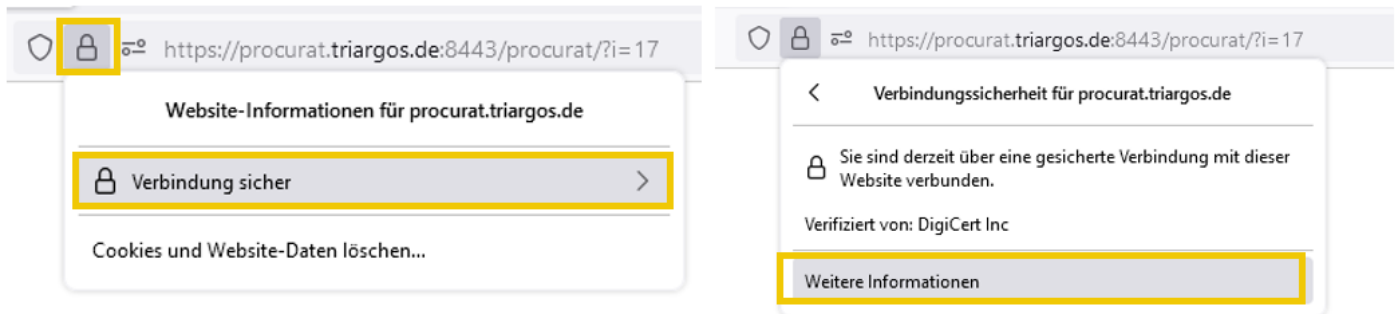 https://procurat.triargos.de:8443/procurat/?i=17
Website-Informationen für procurat.triargos.de
Verbindung sicher
Cookies und Website-Daten löschen...
https://procurat.triargos.de:8443/procurat/?i=17
Verbindungssicherheit für procurat.triargos.de
Sie sind derzeit über eine gesicherte Verbindung mit dieser
Website verbunden.
Verifiziert von: DigiCert Inc
Weitere Informationen